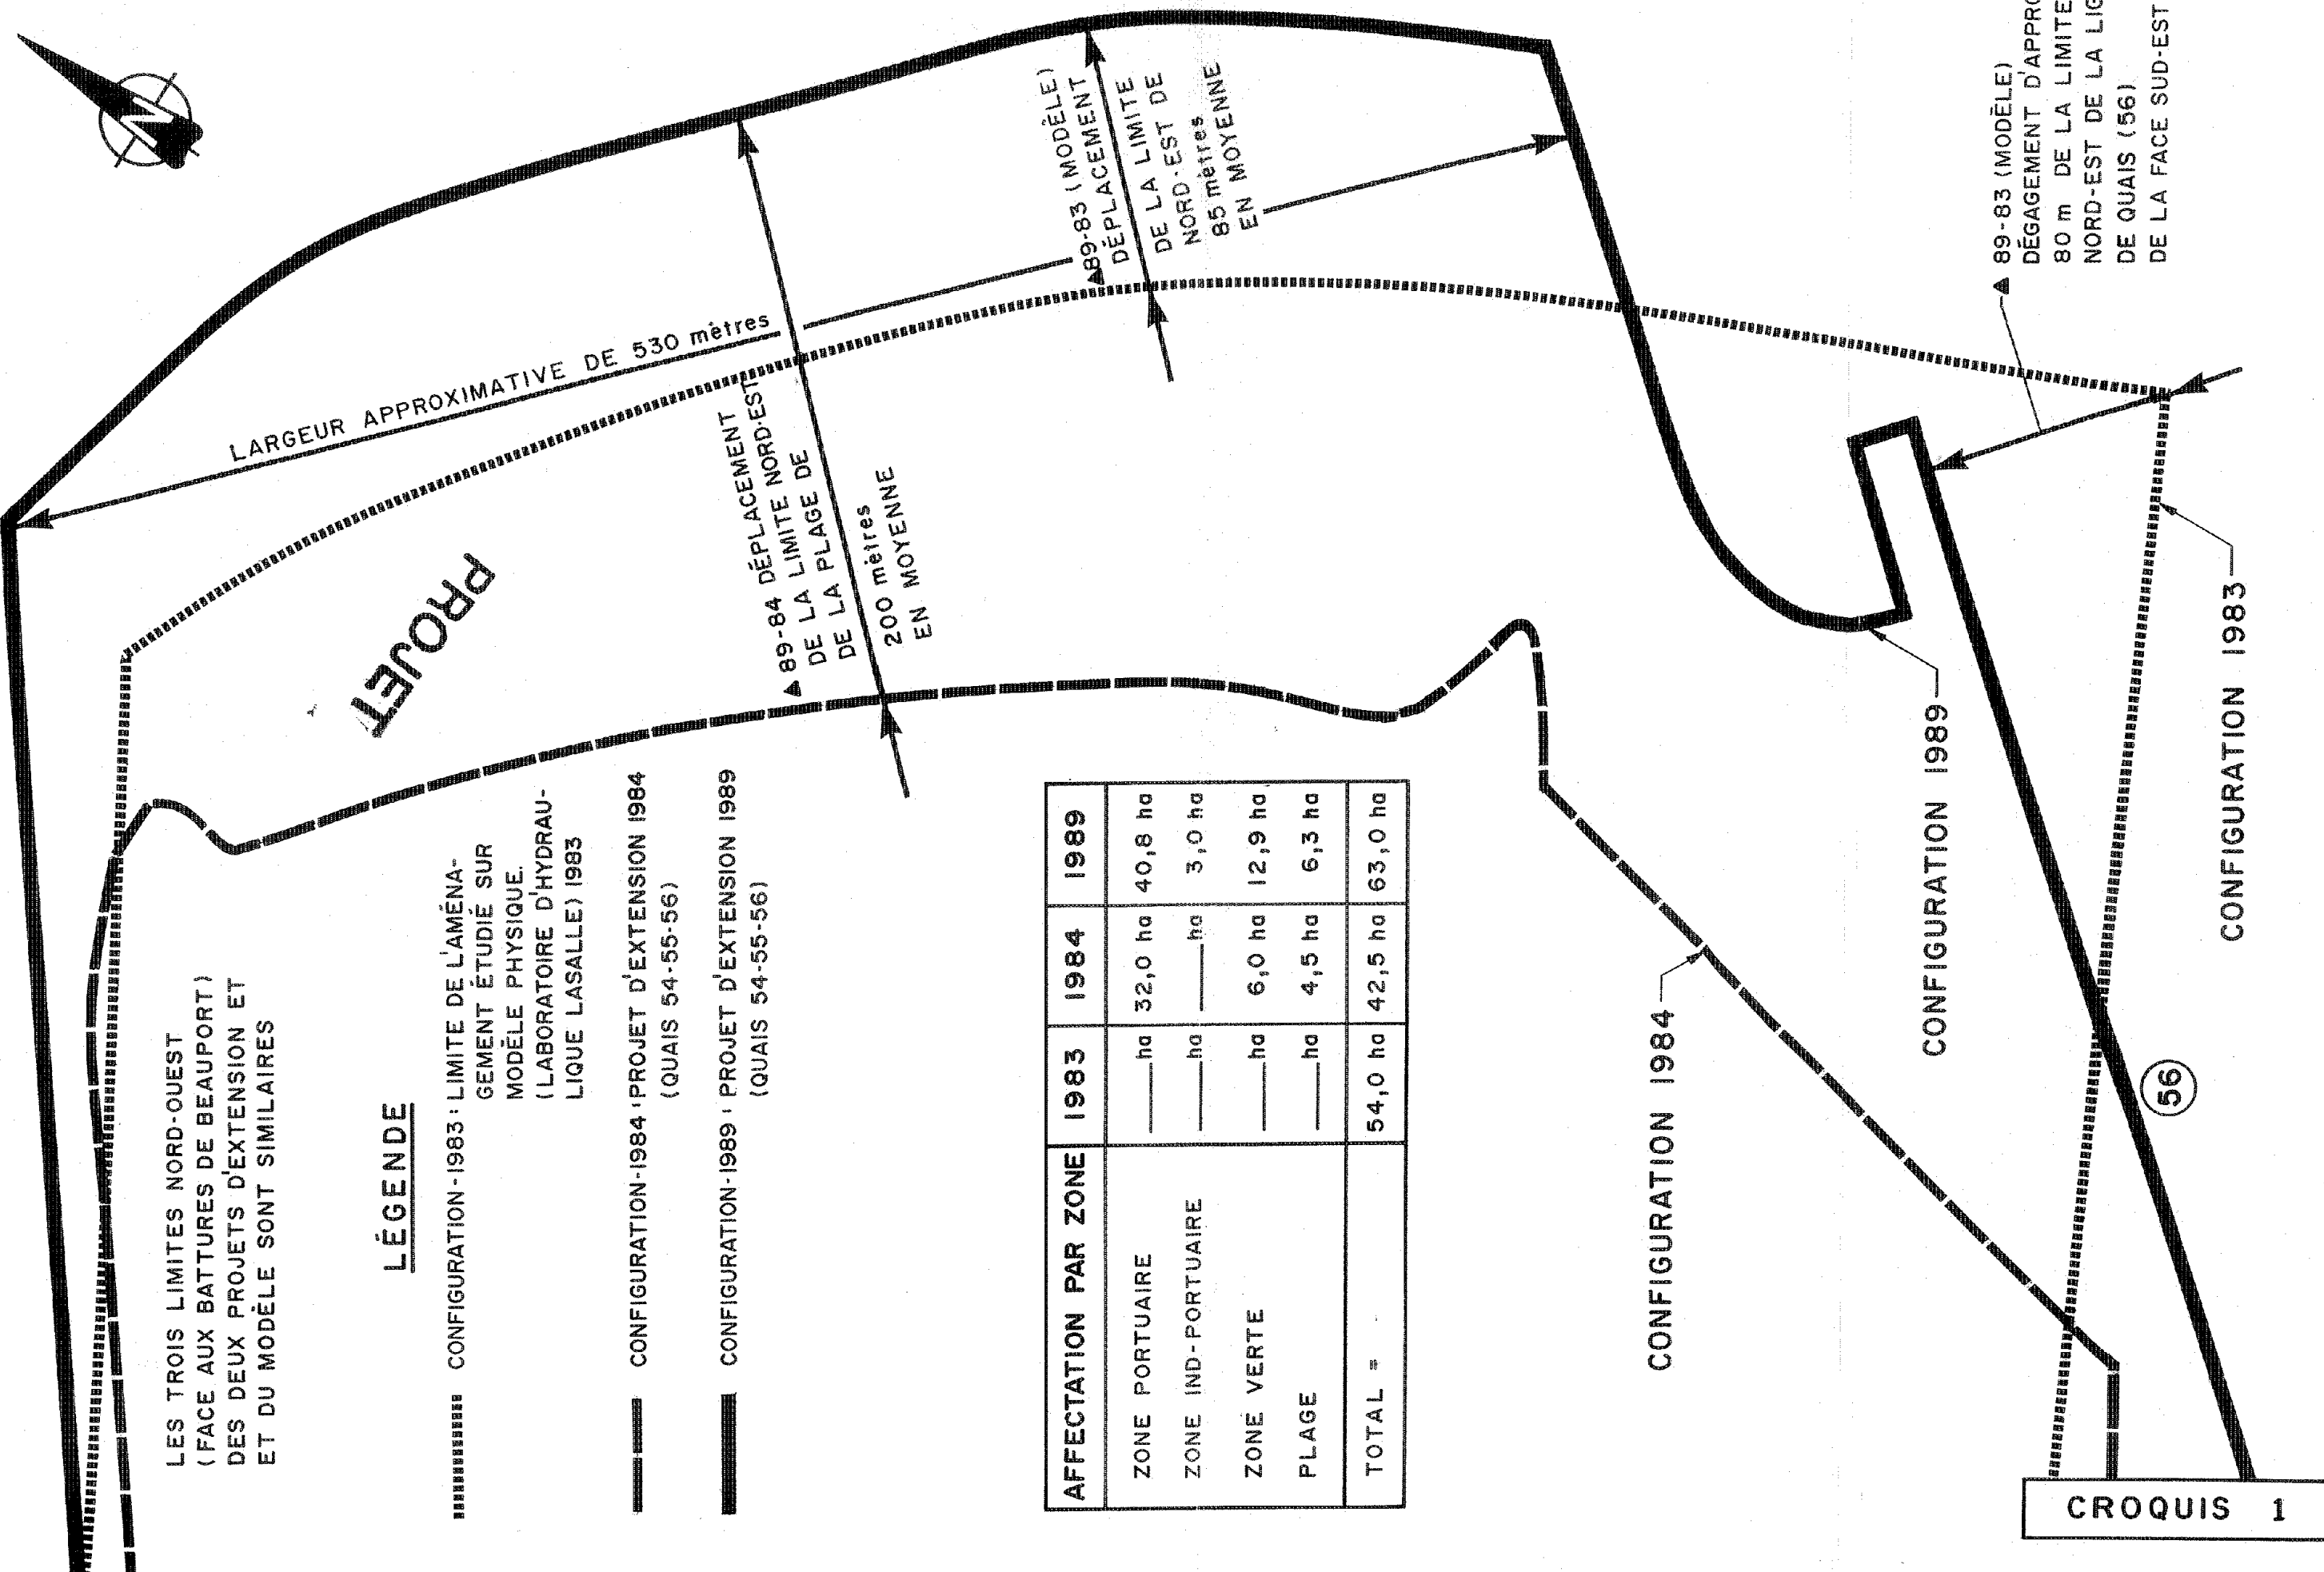 N
LARGEUR APPROXIMATIVE DE 530 mètres
PROJET
▲ 89-84 DÉPLACEMENT
DE LA LIMITE NORD-EST
DE LA PLAGE DE
200 mètres
EN MOYENNE
▲89-83 (MODÈLE)
DÉPLACEMENT
DE LA LIMITE
NORD-EST DE
85 mètres
EN MOYENNE
▲ 89-83 (MODÈLE)
DÉGAGEMENT
80 m DE LA LIMITE
NORD-EST DE LA
DE QUAIS (56)
DE LA FACE SUD-EST
LES TROIS LIMITES NORD-OUEST
(FACE AUX BATTURES DE BEAUPORT)
DES DEUX PROJETS D'EXTENSION ET
ET DU MODÈLE SONT SIMILAIRES
LÉGENDE
CONFIGURATION-1983: LIMITE DE L'AMÉNA-
GEMENT ÉTUDIÉ SUR
MODÈLE PHYSIQUE.
(LABORATOIRE D'HYDRAU-
LIQUE LASALLE) 1983
CONFIGURATION-1984: PROJET D'EXTENSION 1984
(QUAIS 54-55-56)
CONFIGURATION-1989: PROJET D'EXTENSION 1989
(QUAIS 54-55-56)
AFFECTATION PAR ZONE 1983 1984 1989
ZONE PORTUAIRE ——ha 32,0 ha 40,8 ha
ZONE IND-PORTUAIRE ——ha ——ha 3,0 ha
ZONE VERTE ——ha 6,0 ha 12,9 ha
PLAGE ——ha 4,5 ha 6,3 ha
TOTAL = 54,0 ha 42,5 ha 63,0 ha
CONFIGURATION 1984
CONFIGURATION 1989
CONFIGURATION 1983
56
CROQUIS 1